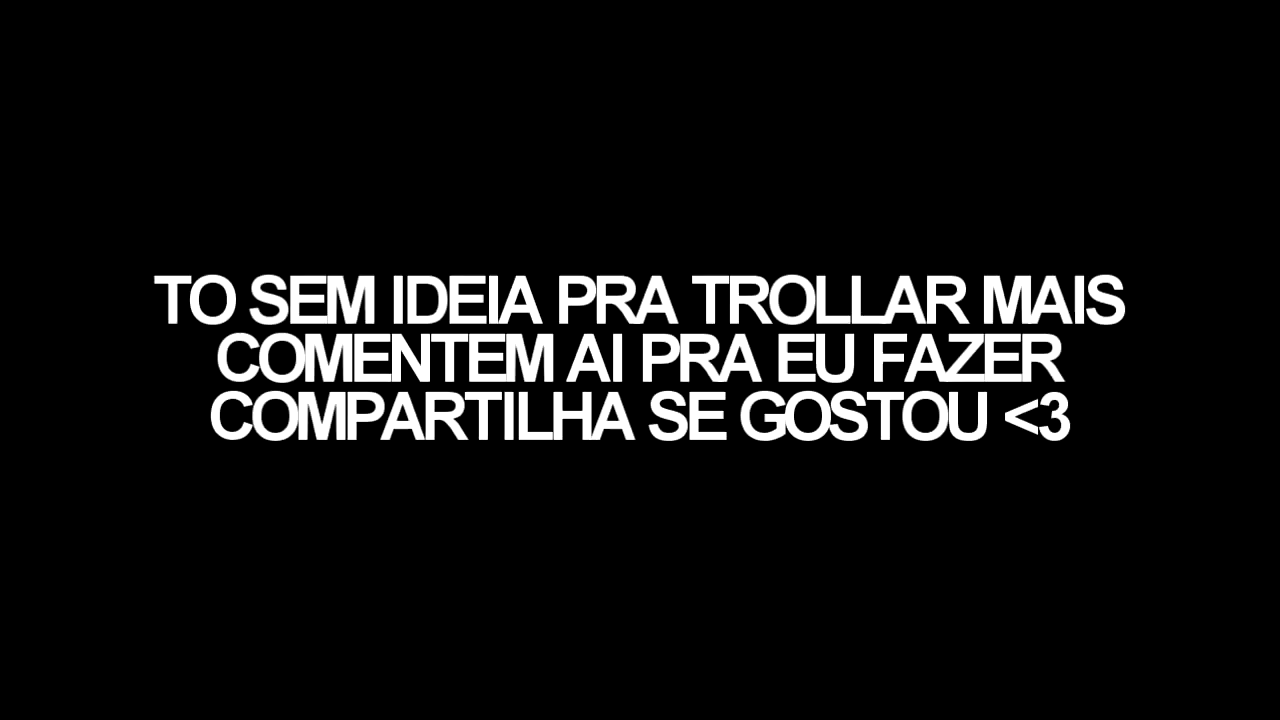 TO SEM IDEIA PRA TROLLAR MAIS
COMENTEM AI PRA EU FAZER
COMPARTILHA SE GOSTOU <3